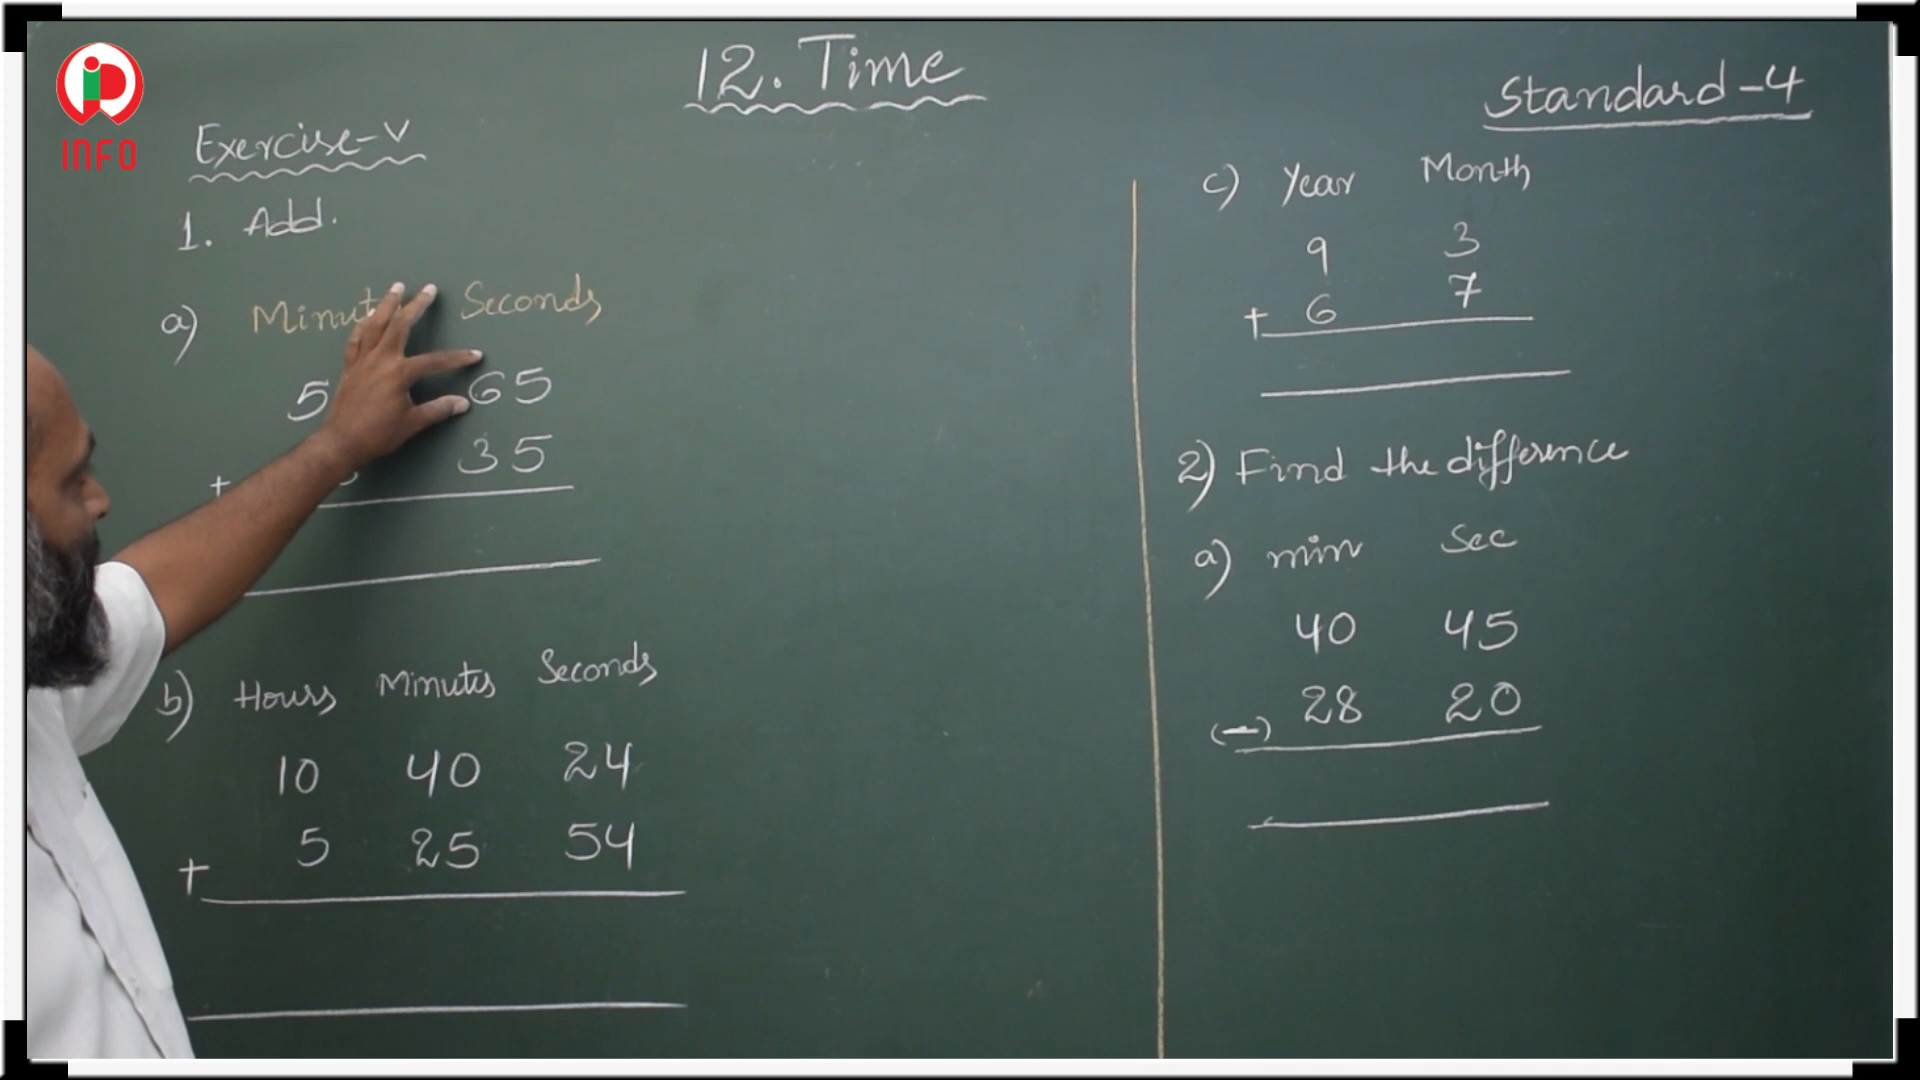 INFO
12. Time
Standard-4
Exercise-V
1. Add.
a) Seconds
65
35
+
b) Hours Minutes Seconds
10 40 24
5 25 54
+
c) Year Month
9 3
+ 6 7
2) Find the difference
a) min Sec
40 45
(-) 28 20